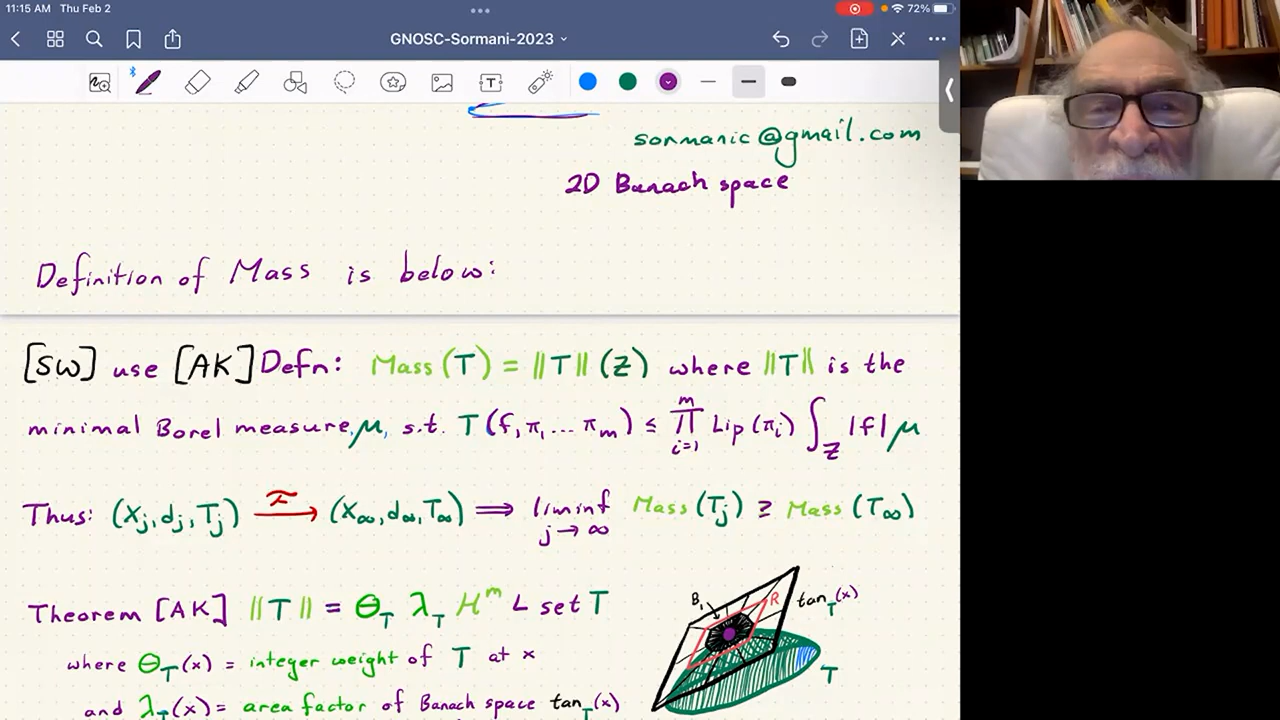 11:15 AM Thu Feb 2
72%
GNOSC-Sormani-2023
sormanic@gmail.com
2D Banach space
Definition of Mass is below:
[SW] use [AK] Defn: Mass(T) = ||T||(Z) where ||T|| is the
minimal Borel measure, μ, s.t. T(f, π, ... πm) ≤ ∏ᵢ₌₁ᵐ Lip(πᵢ) ∫_Z |f| μ
Thus: (Xj, dj, Tj) →ℱ (X∞, d∞, T∞) ⟹ liminf j→∞ Mass(Tj) ≥ Mass(T∞)
Theorem [AK] ||T|| = ΘT λT Hᵐ L set T
where ΘT(x) = integer weight of T at x
and λT(x) = area factor of Banach space tanT(x)
B₁ R tanT(x)
T